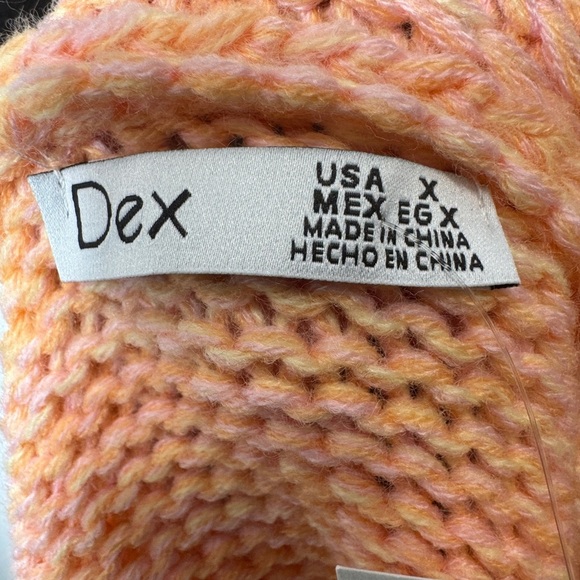 Dex
USA X
MEX EG X
MADE IN CHINA
HECHO EN CHINA